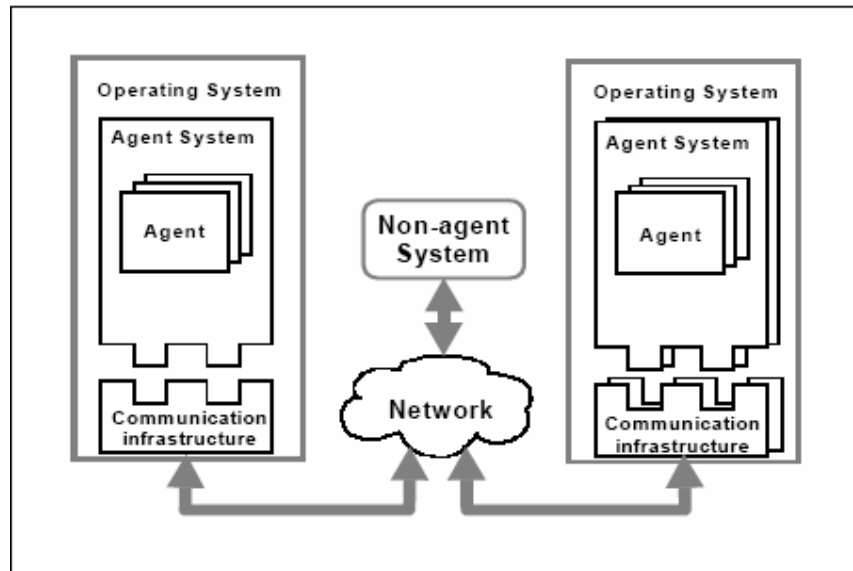 Operating System
Agent System
Agent
Communication
infrastructure
Non-agent
System
Network
Operating System
Agent System
Agent
Communication
infrastructure